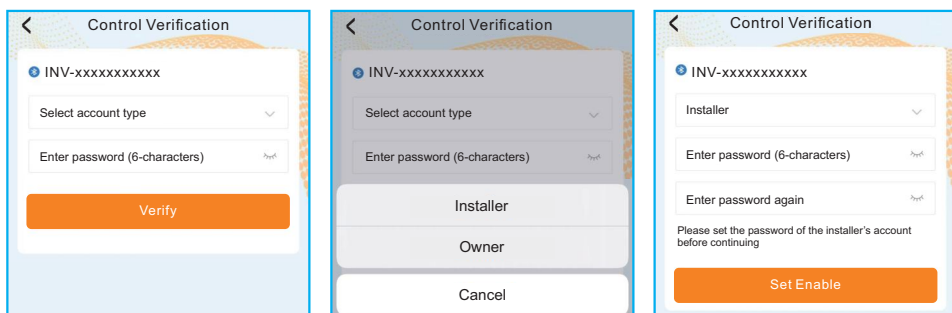 Control Verification
INV-xxxxxxxxxxx
Select account type
Enter password (6-characters)
Verify
Control Verification
INV-xxxxxxxxxxx
Select account type
Enter password (6-characters)
Installer
Owner
Cancel
Control Verification
INV-xxxxxxxxxxx
Installer
Enter password (6-characters)
Enter password again
Please set the password of the installer's account
before continuing
Set Enable